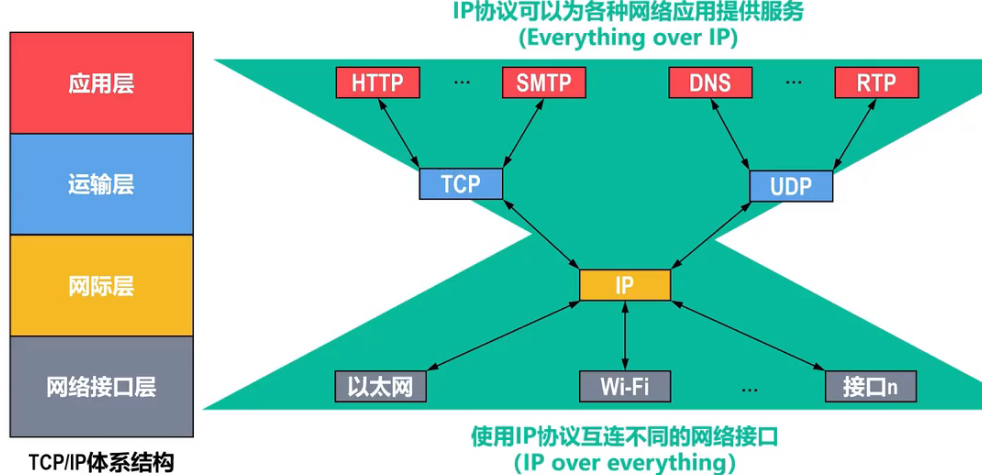 IP协议可以为各种网络应用提供服务
(Everything over IP)
应用层
HTTP ... SMTP DNS ... RTP
运输层
TCP UDP
网际层
IP
网络接口层
以太网 Wi-Fi ... 接口n
使用IP协议互连不同的网络接口
TCP/IP体系结构
(IP over everything)